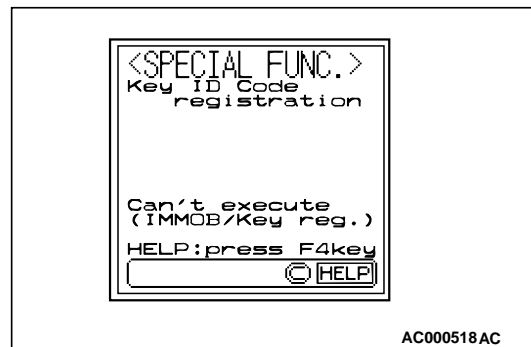 <SPECIAL FUNC.>
Key ID Code
registration
Can't execute
(IMMOB/Key reg.)
HELP:press F4key
Ⓒ HELP
AC000518AC